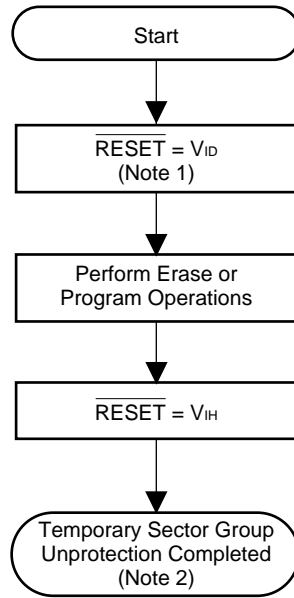 Start
RESET = VID
(Note 1)
Perform Erase or
Program Operations
RESET = VIH
Temporary Sector Group
Unprotection Completed
(Note 2)